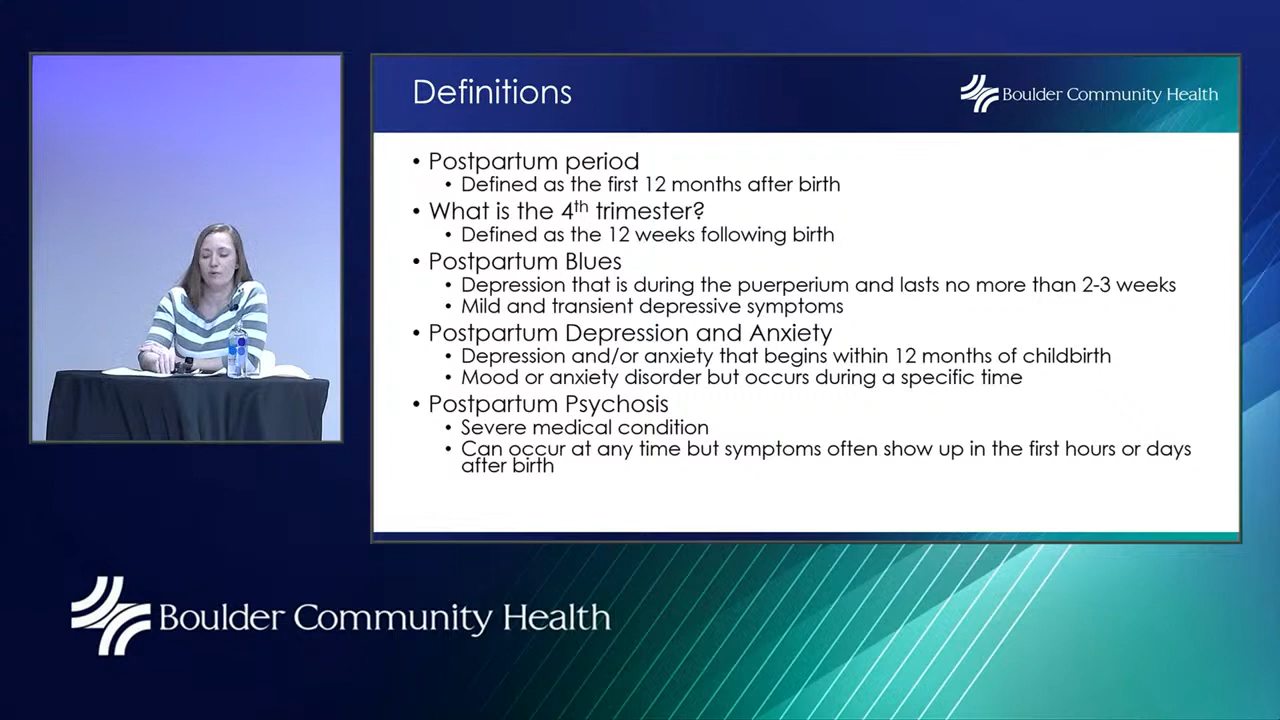 Definitions
Boulder Community Health
• Postpartum period
• Defined as the first 12 months after birth
• What is the 4th trimester?
• Defined as the 12 weeks following birth
• Postpartum Blues
• Depression that is during the puerperium and lasts no more than 2-3 weeks
• Mild and transient depressive symptoms
• Postpartum Depression and Anxiety
• Depression and/or anxiety that begins within 12 months of childbirth
• Mood or anxiety disorder but occurs during a specific time
• Postpartum Psychosis
• Severe medical condition
• Can occur at any time but symptoms often show up in the first hours or days
after birth
Boulder Community Health